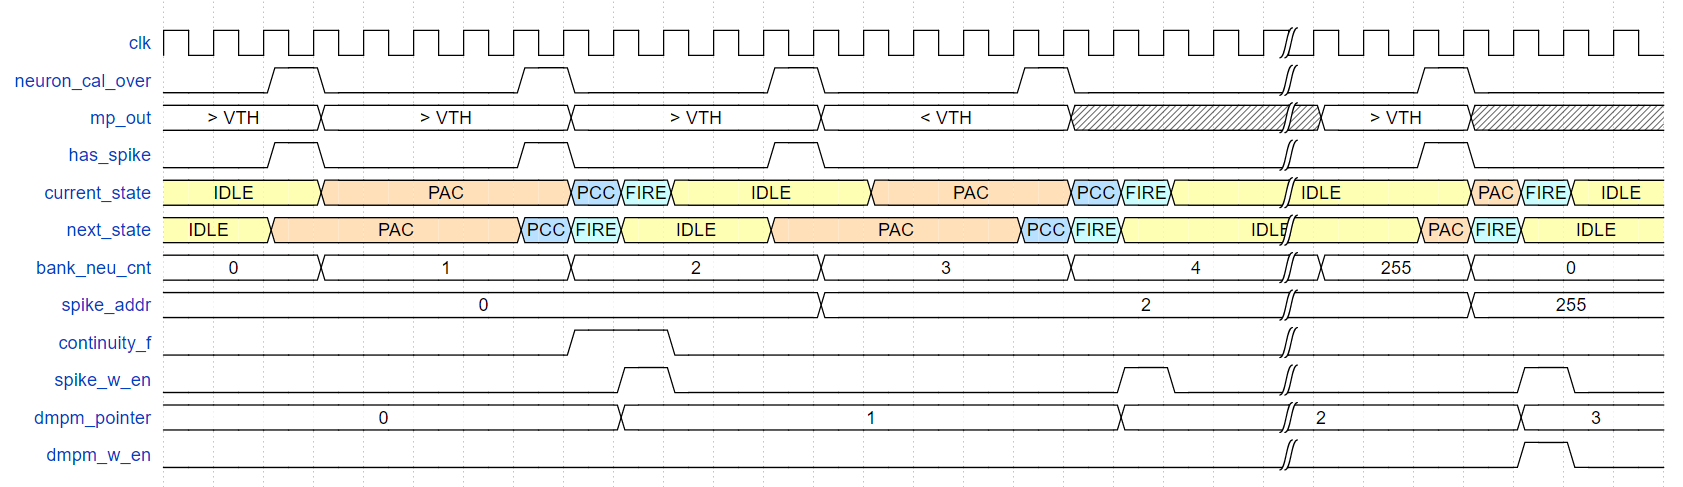 clk
neuron_cal_over
mp_out > VTH > VTH > VTH < VTH > VTH
has_spike
current_state IDLE PAC PCC FIRE IDLE PAC PCC FIRE IDLE PAC FIRE IDLE
next_state IDLE PAC PCC FIRE IDLE PAC PCC FIRE IDLE PAC FIRE IDLE
bank_neu_cnt 0 1 2 3 4 255 0
spike_addr 0 2 255
continuity_f
spike_w_en
dmpm_pointer 0 1 2 3
dmpm_w_en